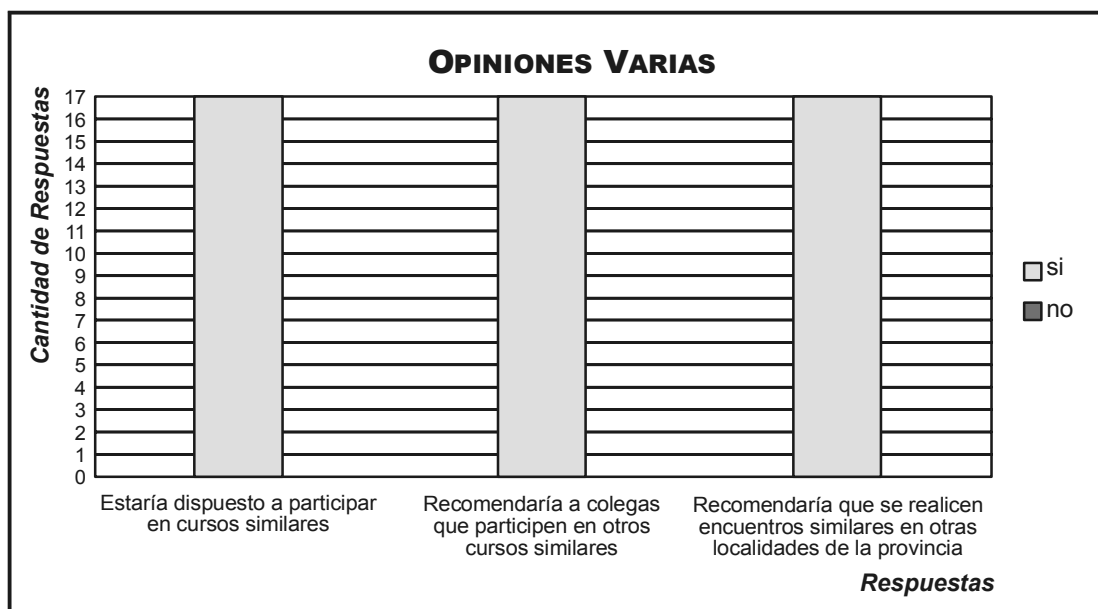 OPINIONES VARIAS
Cantidad de Respuestas
17
16
15
14
13
12
11
10
9
8
7
6
5
4
3
2
1
0
Estaría dispuesto a participar
en cursos similares
Recomendaría a colegas
que participen en otros
cursos similares
Recomendaría que se realicen
encuentros similares en otras
localidades de la provincia
Respuestas
si
no